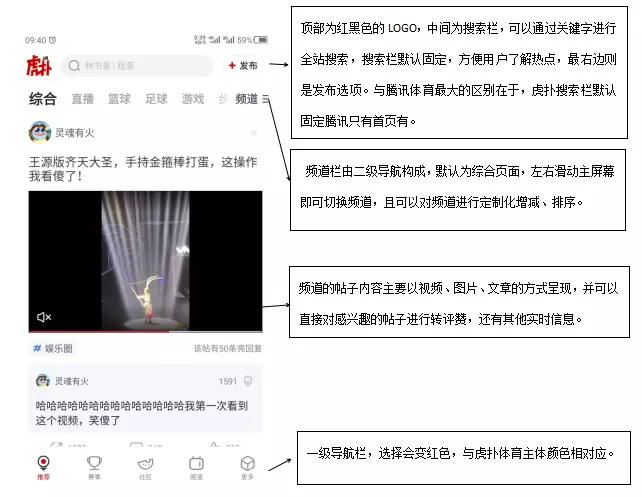 09:40
0.39 KB/S 4G 4G 59%
虎扑
林书豪 | 程菲
+ 发布
综合 直播 篮球 足球 游戏 频道
灵魂有火
王源版齐天大圣，手持金箍棒打蛋，这操作
我看傻了！
# 娱乐圈 该帖有50条亮回复
灵魂有火 1591
哈哈哈哈哈哈哈哈哈哈哈哈哈哈我第一次看到
这个视频，笑傻了
推荐 赛事 社区 频道 更多
顶部为红黑色的 LOGO，中间为搜索栏，可以通过关键字进行
全站搜索，搜索栏默认固定，方便用户了解热点，最右边则
是发布选项。与腾讯体育最大的区别在于，虎扑搜索栏默认
固定腾讯只有首页有。
频道栏由二级导航构成，默认为综合页面，左右滑动主屏幕
即可切换频道，且可以对频道进行定制化增减、排序。
频道的帖子内容主要以视频、图片、文章的方式呈现，并可以
直接对感兴趣的帖子进行转评赞，还有其他实时信息。
一级导航栏，选择会变红色，与虎扑体育主体颜色相对应。